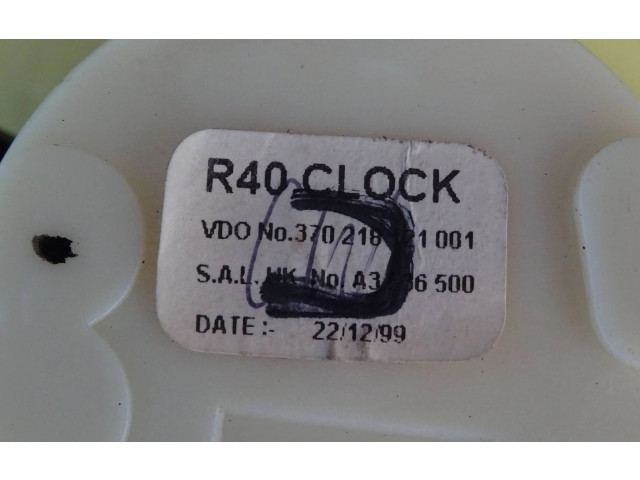 R40 CLOCK
VDO No.370 218 001
S.A.L. UK No. 500
DATE :- 22/12/99